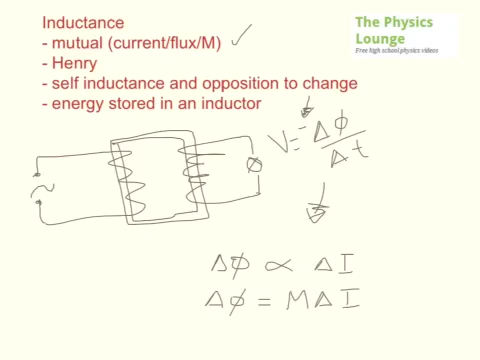 Inductance
- mutual (current/flux/M) ✓
- Henry
- self inductance and opposition to change
- energy stored in an inductor
The Physics
Lounge
Free high school physics videos
V = - Δϕ / Δt
Δϕ ∝ ΔI
Δϕ = MΔI